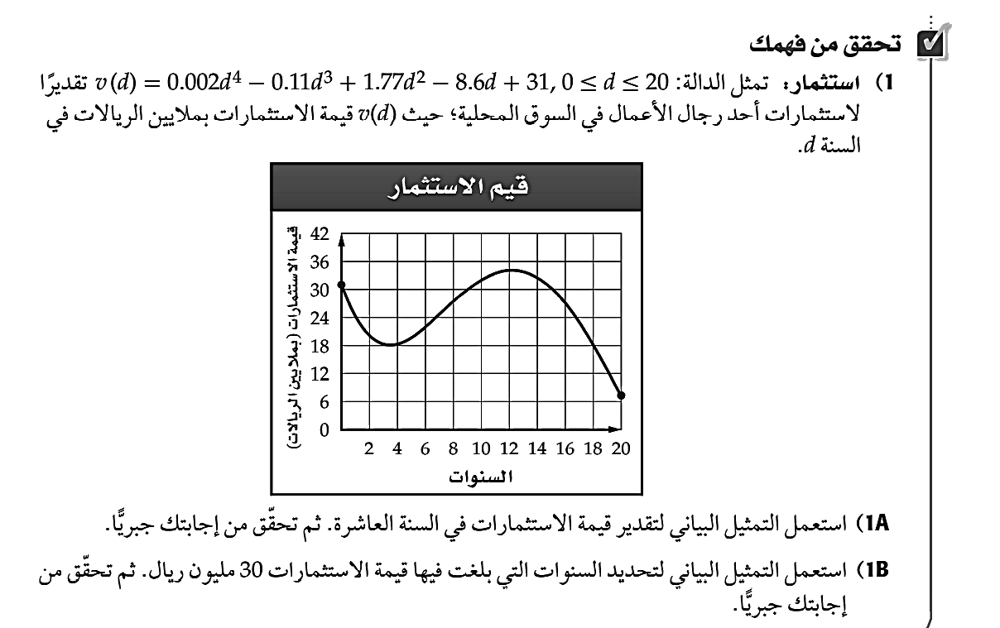 تحقق من فهمك
1) استثمار: تمثل الدالة: v(d) = 0.002d⁴ − 0.11d³ + 1.77d² − 8.6d + 31, 0 ≤ d ≤ 20 تقديرًا
لاستثمارات أحد رجال الأعمال في السوق المحلية؛ حيث v(d) قيمة الاستثمارات بملايين الريالات في
السنة d.
قيم الاستثمار
قيمة الاستثمارات (بملايين الريالات)
42
36
30
24
18
12
6
0
2 4 6 8 10 12 14 16 18 20
السنوات
1A) استعمل التمثيل البياني لتقدير قيمة الاستثمارات في السنة العاشرة. ثم تحقّق من إجابتك جبريًّا.
1B) استعمل التمثيل البياني لتحديد السنوات التي بلغت فيها قيمة الاستثمارات 30 مليون ريال. ثم تحقّق من
إجابتك جبريًّا.